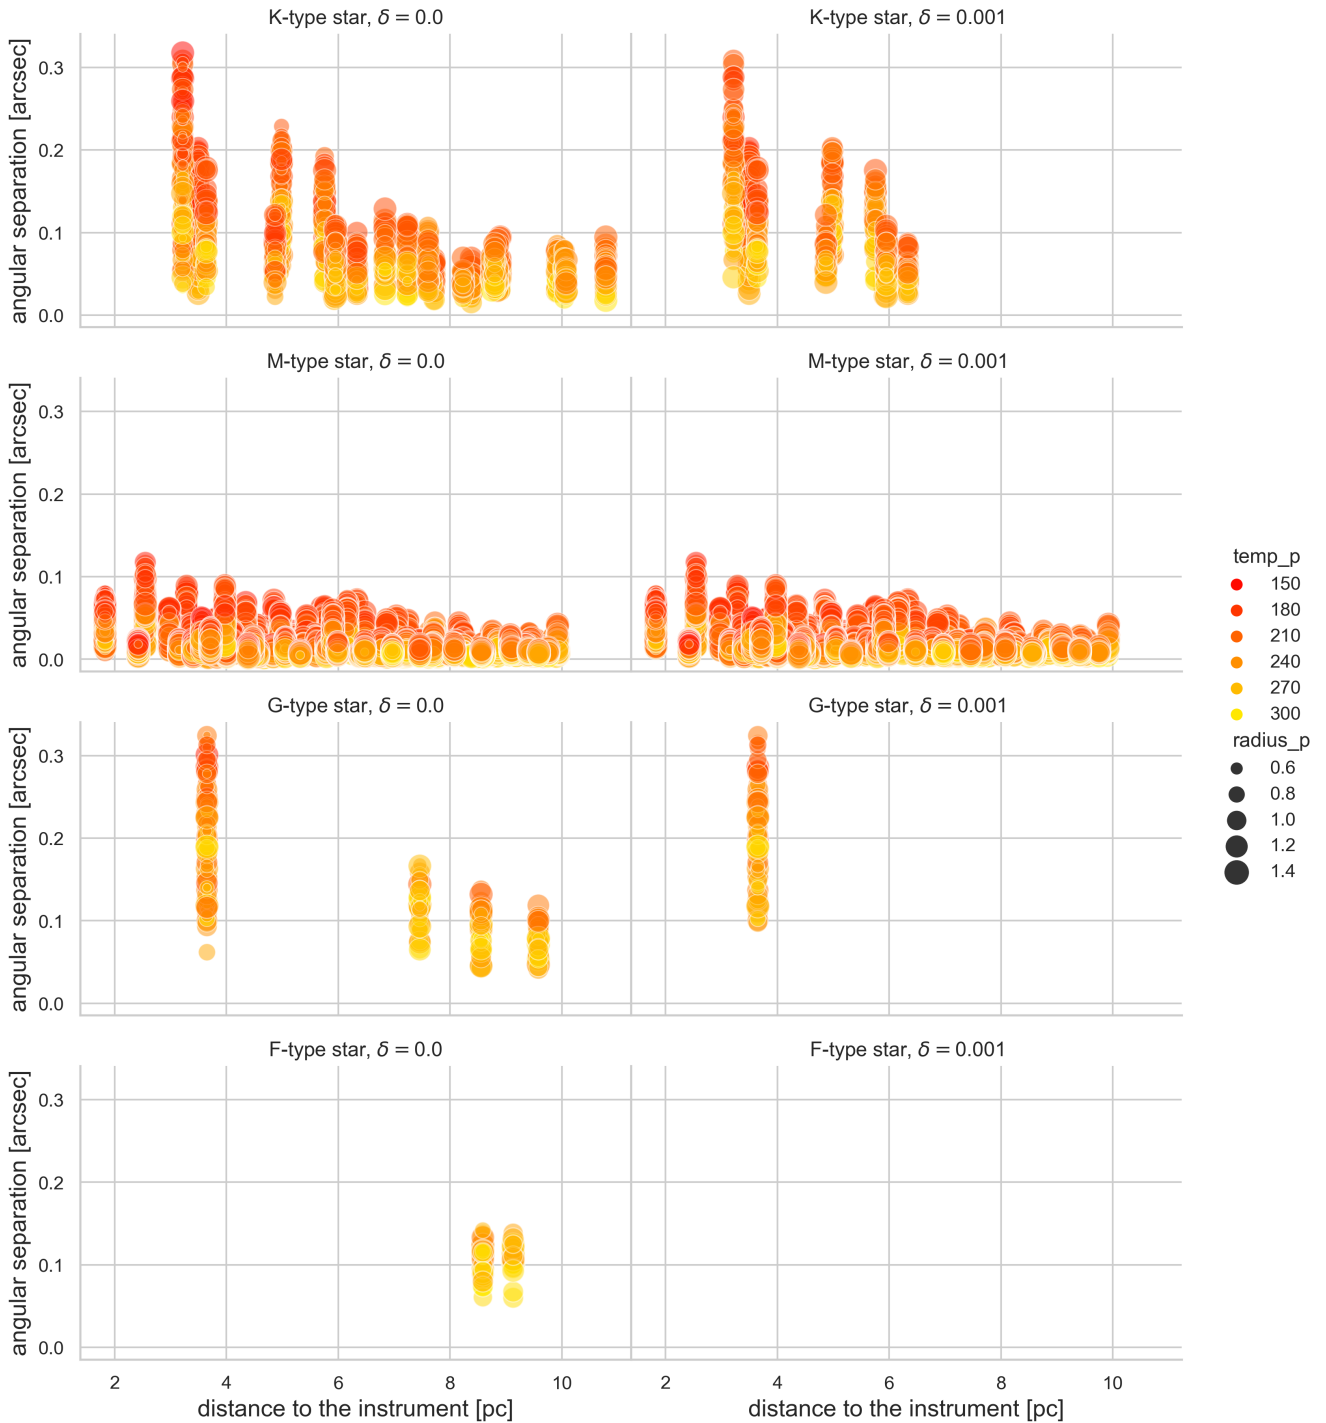 K-type star, δ = 0.0
K-type star, δ = 0.001
angular separation [arcsec]
0.3
0.2
0.1
0.0
M-type star, δ = 0.0
M-type star, δ = 0.001
angular separation [arcsec]
0.3
0.2
0.1
0.0
G-type star, δ = 0.0
G-type star, δ = 0.001
angular separation [arcsec]
0.3
0.2
0.1
0.0
F-type star, δ = 0.0
F-type star, δ = 0.001
angular separation [arcsec]
0.3
0.2
0.1
0.0
2 4 6 8 10
2 4 6 8 10
distance to the instrument [pc]
distance to the instrument [pc]
temp_p
150
180
210
240
270
300
radius_p
0.6
0.8
1.0
1.2
1.4